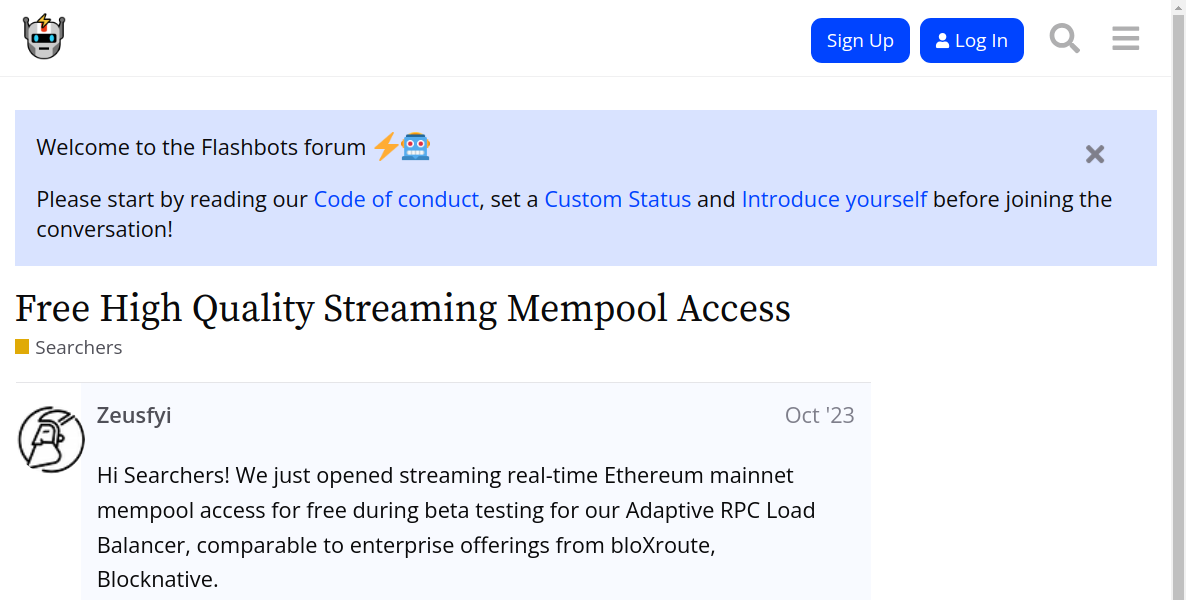 Sign Up
Log In
Welcome to the Flashbots forum
Please start by reading our Code of conduct, set a Custom Status and Introduce yourself before joining the
conversation!
Free High Quality Streaming Mempool Access
Searchers
Zeusfyi
Oct '23
Hi Searchers! We just opened streaming real-time Ethereum mainnet
mempool access for free during beta testing for our Adaptive RPC Load
Balancer, comparable to enterprise offerings from bloXroute,
Blocknative.